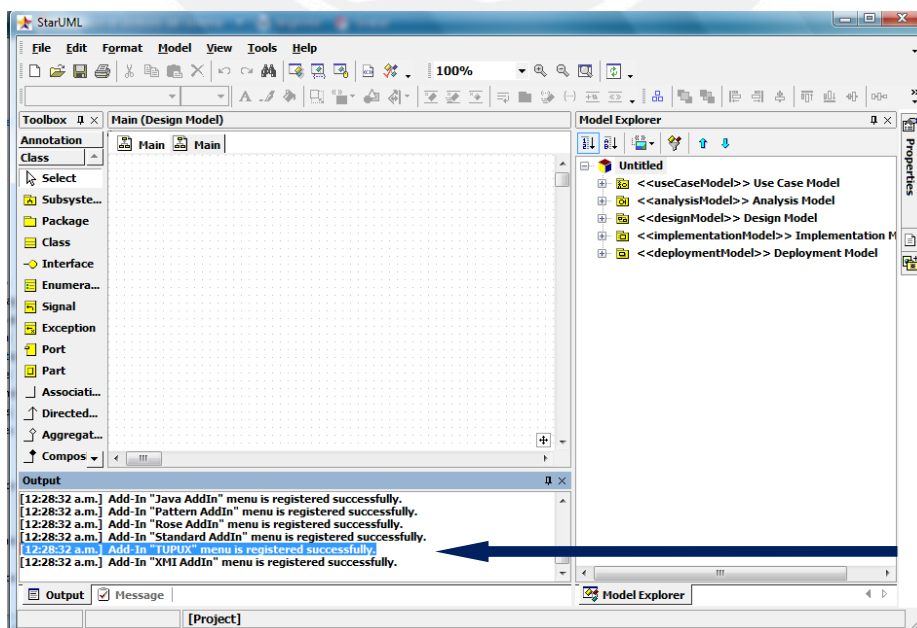 StarUML
File Edit Format Model View Tools Help
100%
Toolbox
Main (Design Model)
Model Explorer
Annotation
Class
Main Main
Select
Subsyste...
Package
Class
Interface
Enumera...
Signal
Exception
Port
Part
Associati...
Directed...
Aggregat...
Compos
Untitled
<<useCaseModel>> Use Case Model
<<analysisModel>> Analysis Model
<<designModel>> Design Model
<<implementationModel>> Implementation M
<<deploymentModel>> Deployment Model
Properties
Output
[12:28:32 a.m.] Add-In "Java AddIn" menu is registered successfully.
[12:28:32 a.m.] Add-In "Pattern AddIn" menu is registered successfully.
[12:28:32 a.m.] Add-In "Rose AddIn" menu is registered successfully.
[12:28:32 a.m.] Add-In "Standard AddIn" menu is registered successfully.
[12:28:32 a.m.] Add-In "TUPUX" menu is registered successfully.
[12:28:32 a.m.] Add-In "XMI AddIn" menu is registered successfully.
Output Message
Model Explorer
[Project]